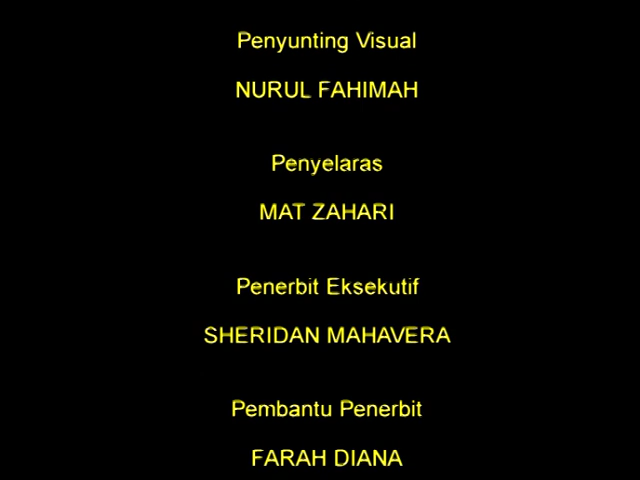 Penyunting Visual
NURUL FAHIMAH
Penyelaras
MAT ZAHARI
Penerbit Eksekutif
SHERIDAN MAHAVERA
Pembantu Penerbit
FARAH DIANA